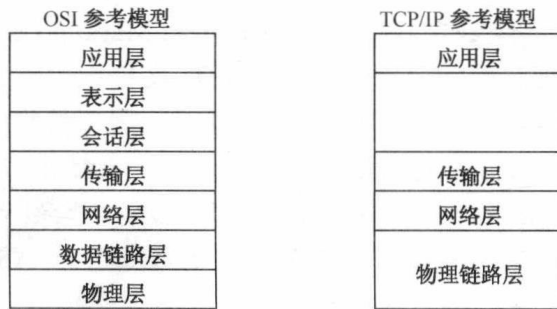 OSI 参考模型
应用层
表示层
会话层
传输层
网络层
数据链路层
物理层
TCP/IP 参考模型
应用层
传输层
网络层
物理链路层